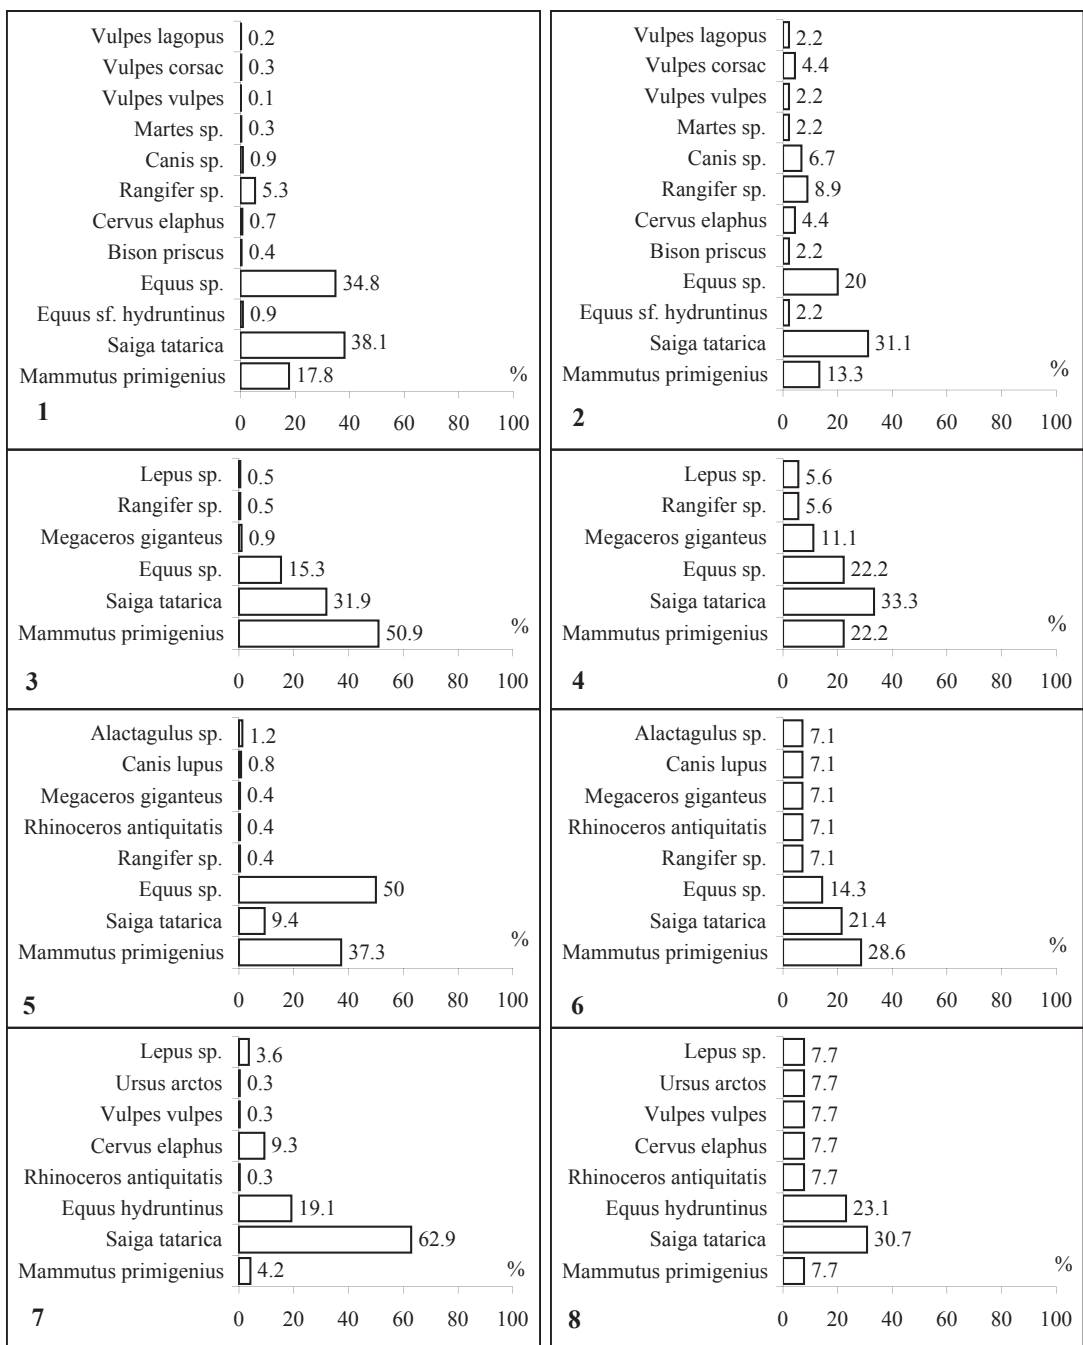 Vulpes lagopus 0.2
Vulpes corsac 0.3
Vulpes vulpes 0.1
Martes sp. 0.3
Canis sp. 0.9
Rangifer sp. 5.3
Cervus elaphus 0.7
Bison priscus 0.4
Equus sp. 34.8
Equus sf. hydruntinus 0.9
Saiga tatarica 38.1
Mammutus primigenius 17.8 %
1
0 20 40 60 80 100
Vulpes lagopus 2.2
Vulpes corsac 4.4
Vulpes vulpes 2.2
Martes sp. 2.2
Canis sp. 6.7
Rangifer sp. 8.9
Cervus elaphus 4.4
Bison priscus 2.2
Equus sp. 20
Equus sf. hydruntinus 2.2
Saiga tatarica 31.1
Mammutus primigenius 13.3 %
2
0 20 40 60 80 100
Lepus sp. 0.5
Rangifer sp. 0.5
Megaceros giganteus 0.9
Equus sp. 15.3
Saiga tatarica 31.9
Mammutus primigenius 50.9 %
3
0 20 40 60 80 100
Lepus sp. 5.6
Rangifer sp. 5.6
Megaceros giganteus 11.1
Equus sp. 22.2
Saiga tatarica 33.3
Mammutus primigenius 22.2 %
4
0 20 40 60 80 100
Alactagulus sp. 1.2
Canis lupus 0.8
Megaceros giganteus 0.4
Rhinoceros antiquitatis 0.4
Rangifer sp. 0.4
Equus sp. 50
Saiga tatarica 9.4
Mammutus primigenius 37.3 %
5
0 20 40 60 80 100
Alactagulus sp. 7.1
Canis lupus 7.1
Megaceros giganteus 7.1
Rhinoceros antiquitatis 7.1
Rangifer sp. 7.1
Equus sp. 14.3
Saiga tatarica 21.4
Mammutus primigenius 28.6 %
6
0 20 40 60 80 100
Lepus sp. 3.6
Ursus arctos 0.3
Vulpes vulpes 0.3
Cervus elaphus 9.3
Rhinoceros antiquitatis 0.3
Equus hydruntinus 19.1
Saiga tatarica 62.9
Mammutus primigenius 4.2 %
7
0 20 40 60 80 100
Lepus sp. 7.7
Ursus arctos 7.7
Vulpes vulpes 7.7
Cervus elaphus 7.7
Rhinoceros antiquitatis 7.7
Equus hydruntinus 23.1
Saiga tatarica 30.7
Mammutus primigenius 7.7 %
8
0 20 40 60 80 100